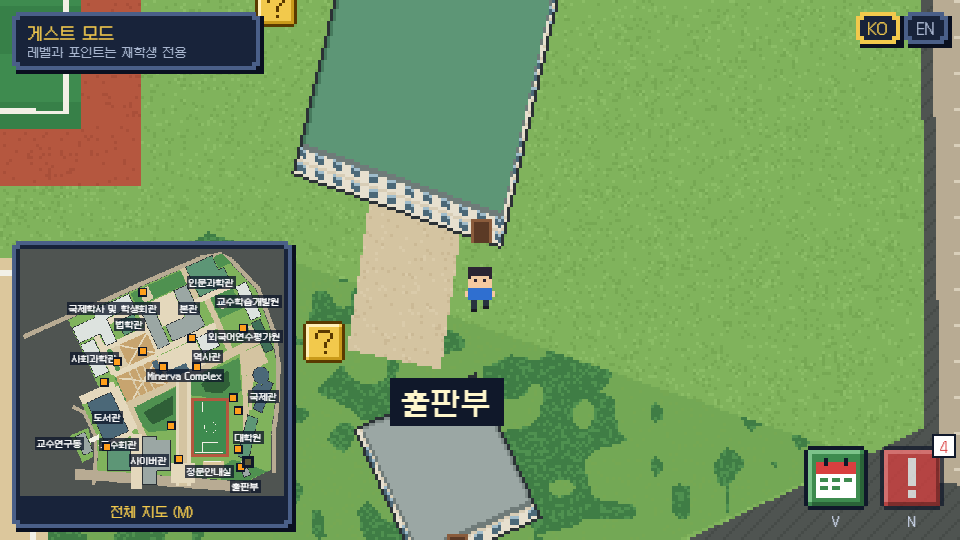 게스트 모드
레벨과 포인트는 재학생 전용
?
KO
EN
인문과학관
국제학사 및 학생회관
본관
교수학습개발원
법학관
외국어연수평가원
사회과학관
역사관
Minerva Complex
국제관
도서관
대학원
교수연구동
사이버관
정문안내실
출판부
전체 지도 (M)
?
출판부
4
V
N